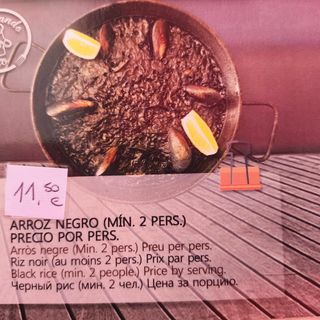 11,50
€
ARROZ NEGRO (MÍN. 2 PERS.)
PRECIO POR PERS.
Arròs negre (Min. 2 pers.) Preu per pers.
Riz noir (au moins 2 pers.) Prix par pers.
Black rice (min. 2 people.) Price by serving.
Черный рис (мин. 2 чел.) Цена за порцию.